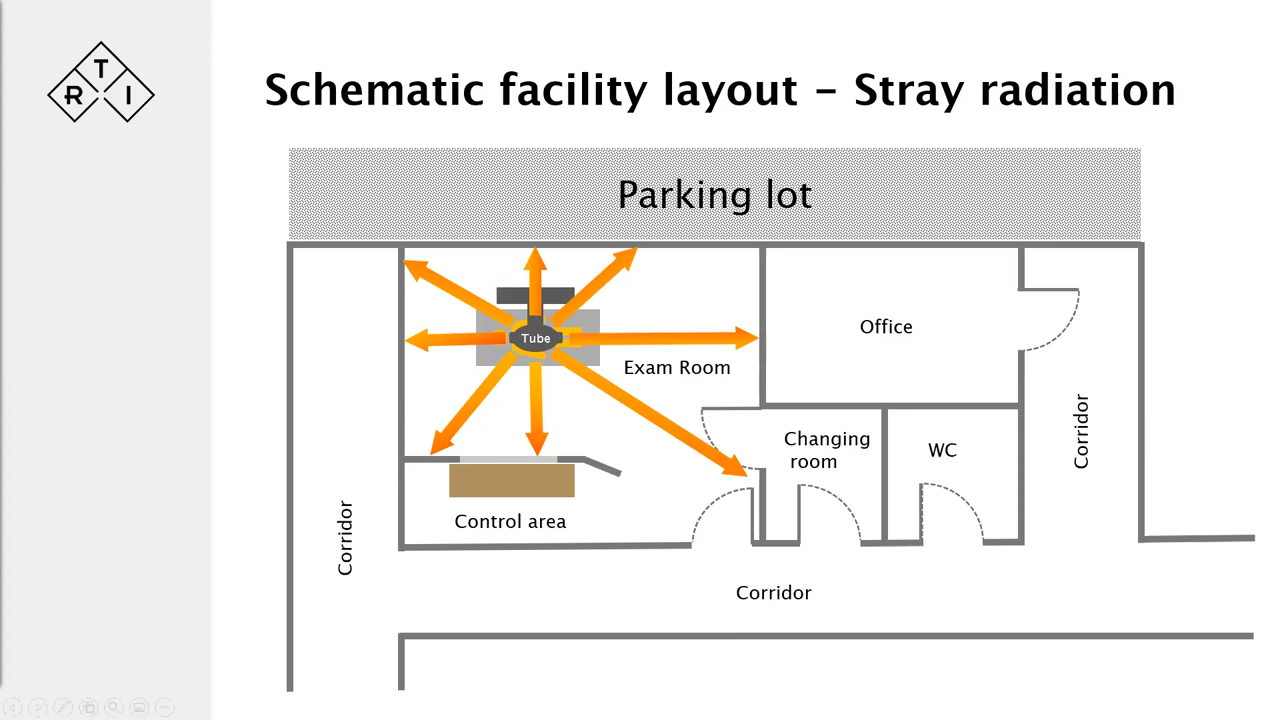 T
R I
Schematic facility layout – Stray radiation
Parking lot
Tube
Exam Room
Office
Changing
room
WC
Corridor
Control area
Corridor
Corridor